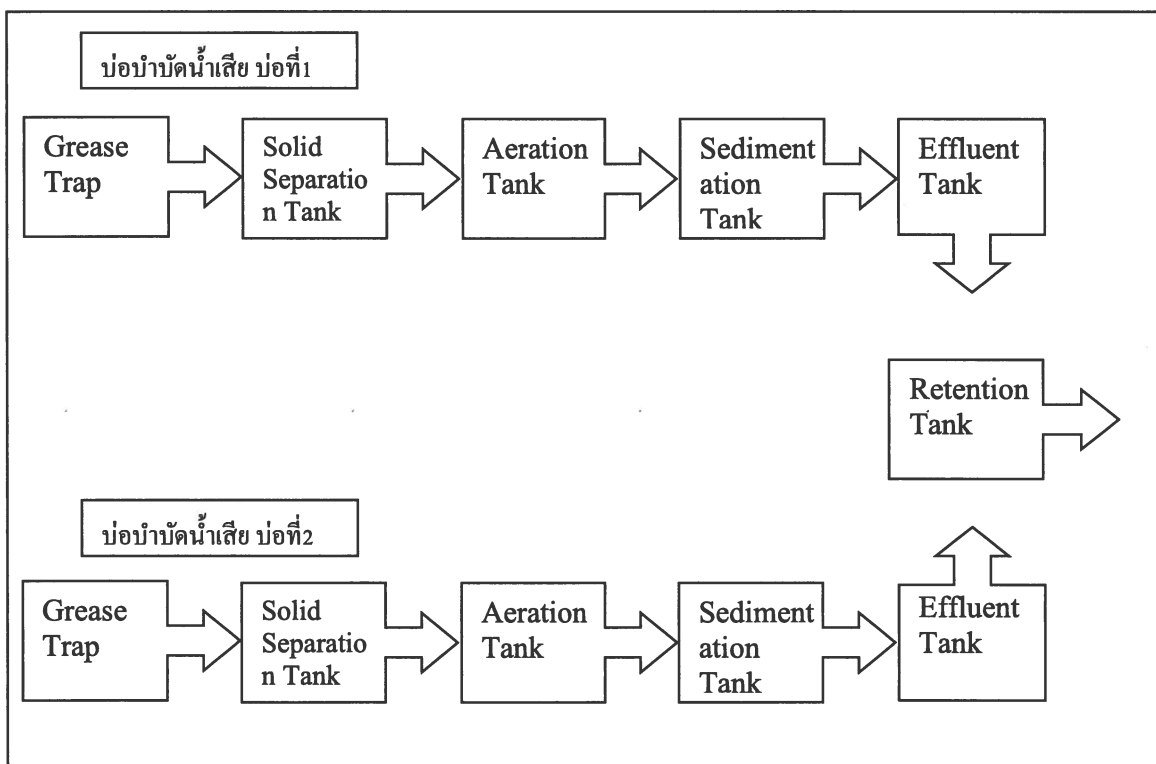 บ่อบำบัดน้ำเสีย บ่อที่1
Grease
Trap
Solid
Separatio
n Tank
Aeration
Tank
Sediment
ation
Tank
Effluent
Tank
Retention
Tank
บ่อบำบัดน้ำเสีย บ่อที่2
Grease
Trap
Solid
Separatio
n Tank
Aeration
Tank
Sediment
ation
Tank
Effluent
Tank